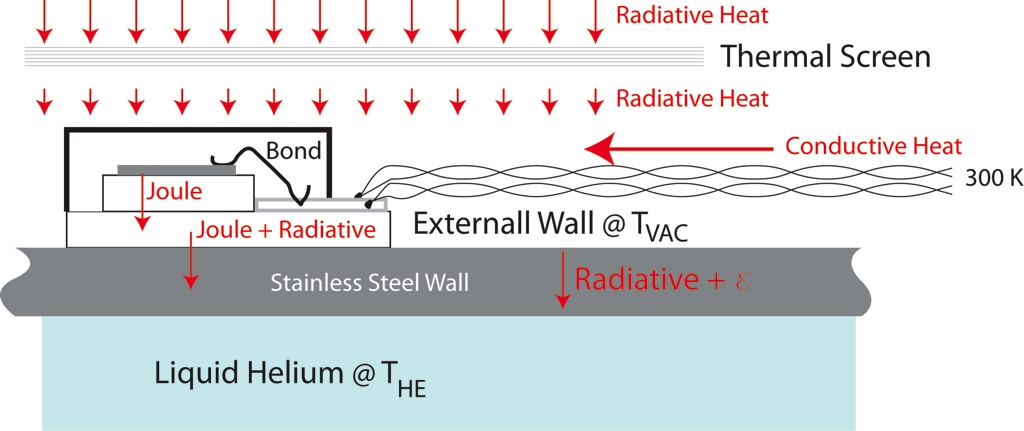 Radiative Heat
Thermal Screen
Radiative Heat
Bond
Conductive Heat
300 K
Joule
Joule + Radiative
Externall Wall @ TVAC
Stainless Steel Wall
Radiative + ε
Liquid Helium @ THE